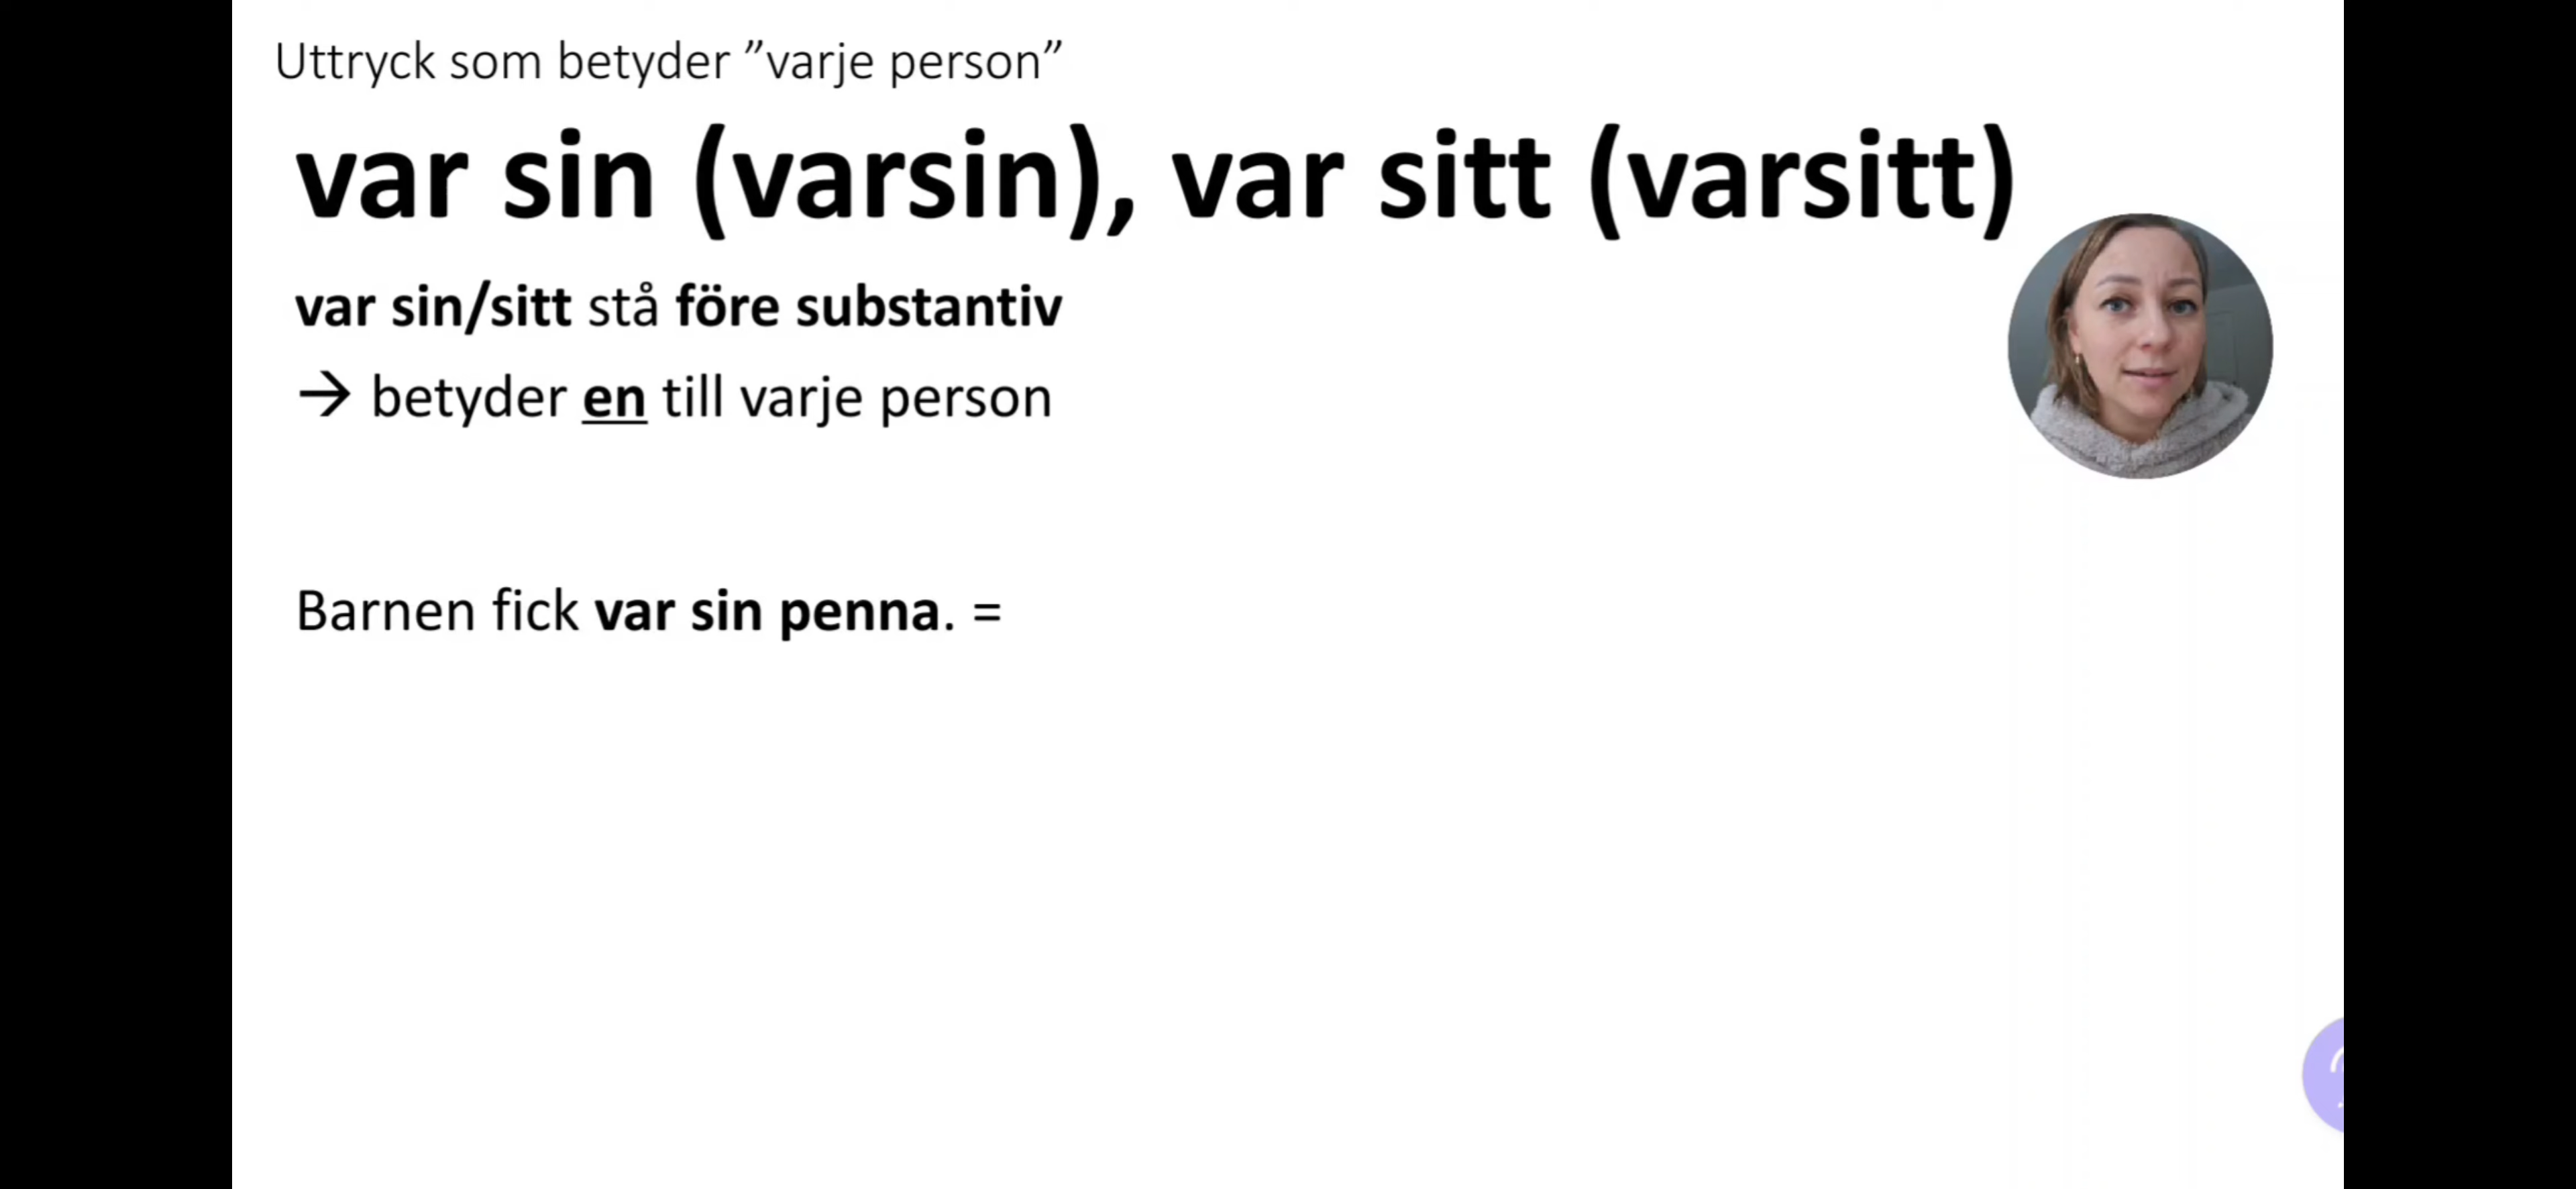 Uttryck som betyder ”varje person”
var sin (varsin), var sitt (varsitt)
var sin/sitt stå före substantiv
→ betyder en till varje person
Barnen fick var sin penna. =